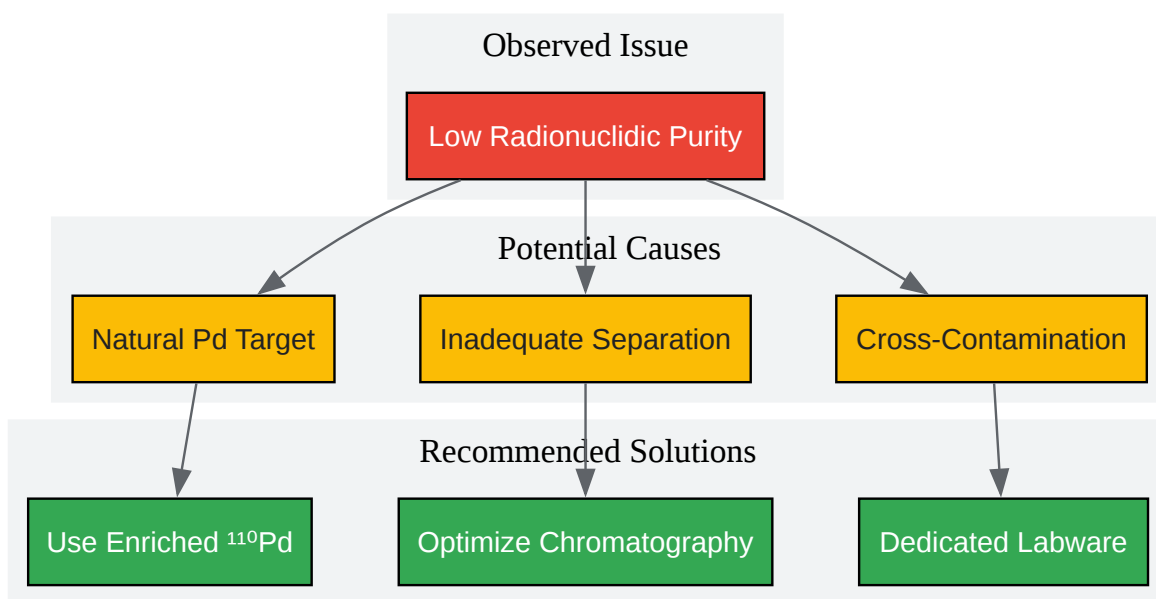 Observed Issue
Low Radionuclidic Purity
Potential Causes
Natural Pd Target
Inadequate Separation
Cross-Contamination
Recommended Solutions
Use Enriched ¹¹⁰Pd
Optimize Chromatography
Dedicated Labware